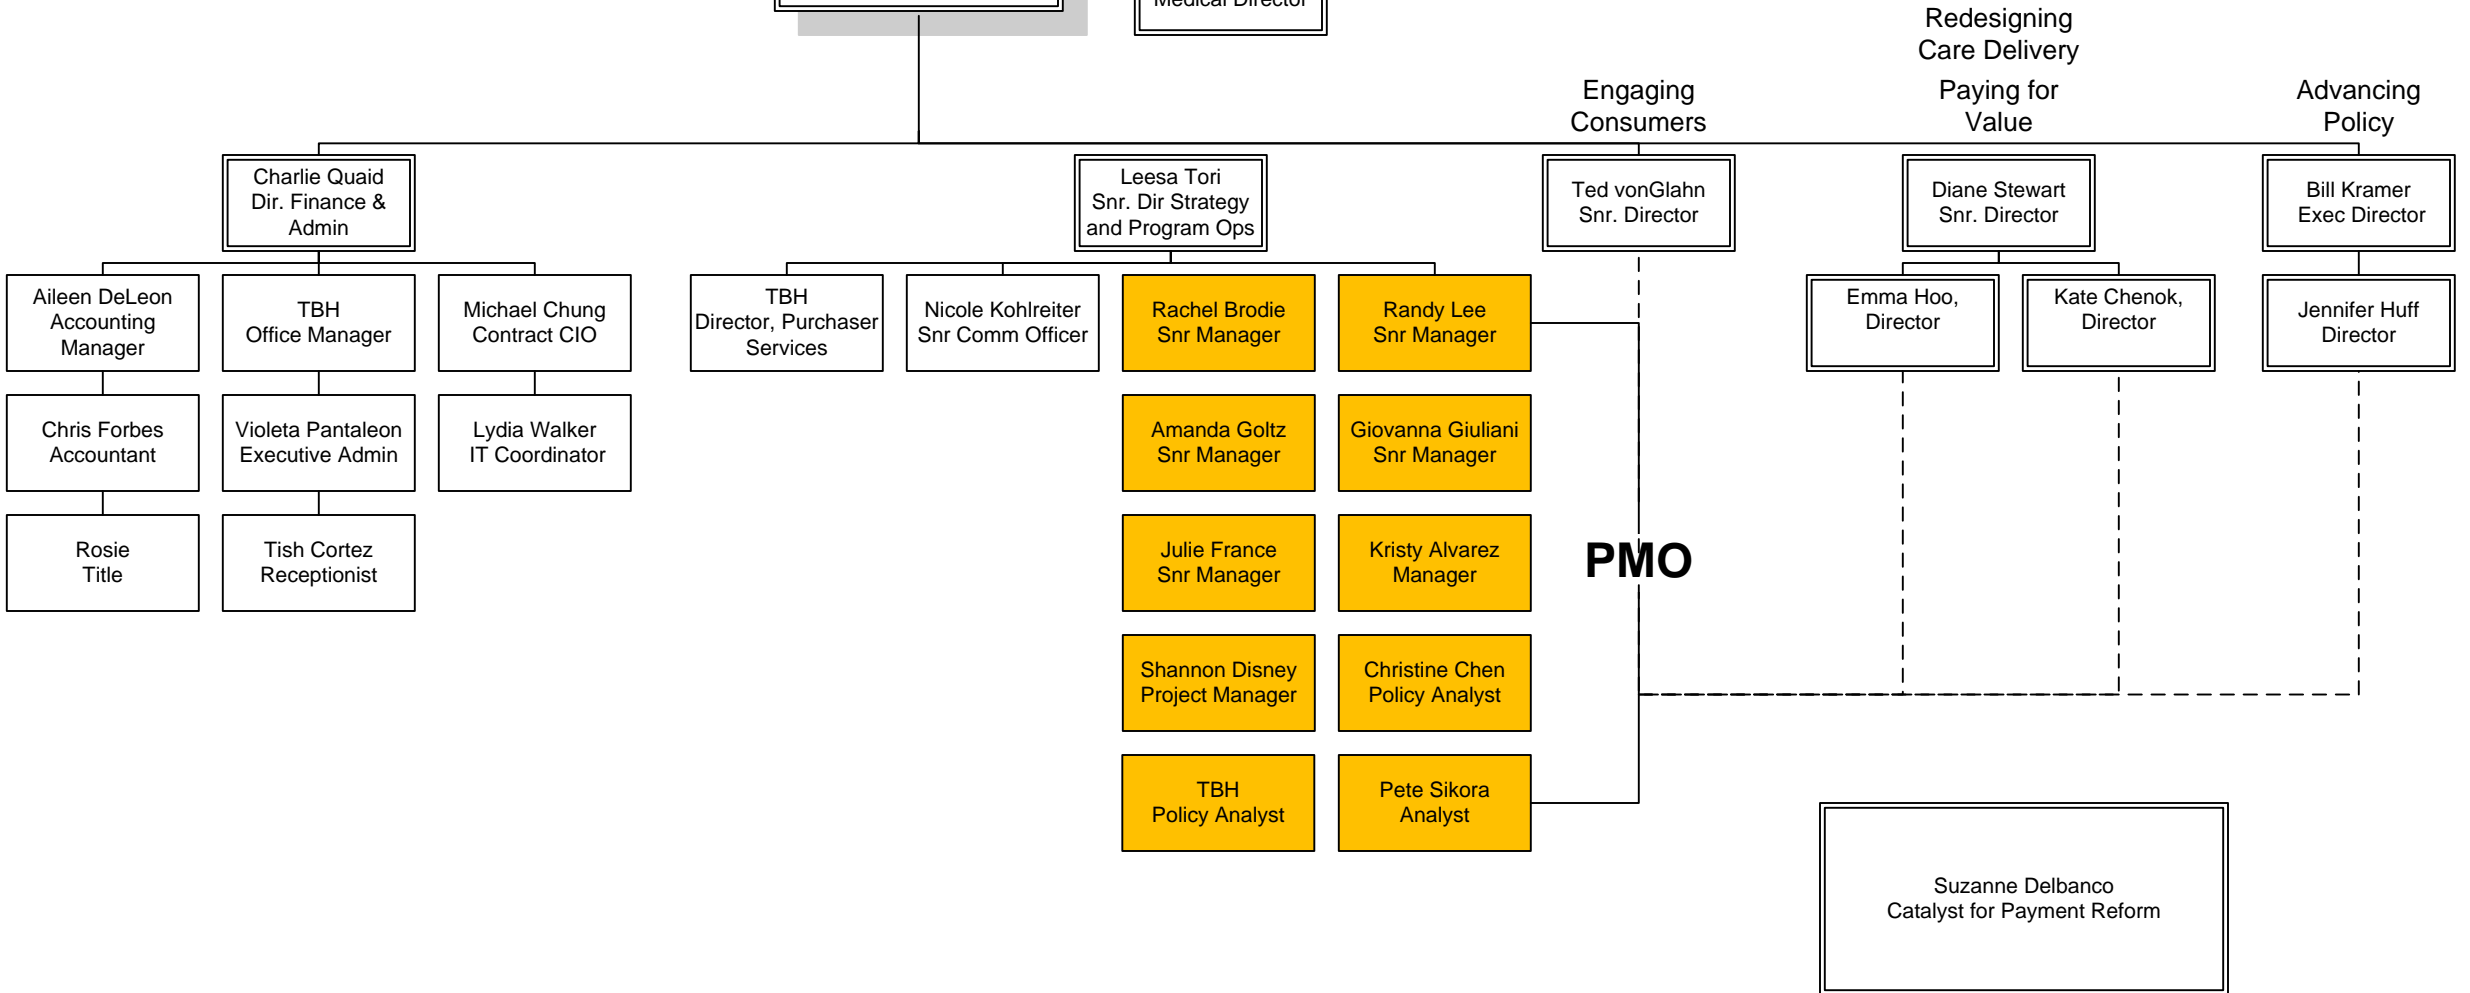 Medical Director
Redesigning
Care Delivery
Engaging
Consumers
Paying for
Value
Advancing
Policy
Charlie Quaid
Dir. Finance &
Admin
Leesa Tori
Snr. Dir Strategy
and Program Ops
Ted vonGlahn
Snr. Director
Diane Stewart
Snr. Director
Bill Kramer
Exec Director
Aileen DeLeon
Accounting
Manager
TBH
Office Manager
Michael Chung
Contract CIO
TBH
Director, Purchaser
Services
Nicole Kohlreiter
Snr Comm Officer
Rachel Brodie
Snr Manager
Randy Lee
Snr Manager
Emma Hoo,
Director
Kate Chenok,
Director
Jennifer Huff
Director
Chris Forbes
Accountant
Violeta Pantaleon
Executive Admin
Lydia Walker
IT Coordinator
Amanda Goltz
Snr Manager
Giovanna Giuliani
Snr Manager
Rosie
Title
Tish Cortez
Receptionist
Julie France
Snr Manager
Kristy Alvarez
Manager
PMO
Shannon Disney
Project Manager
Christine Chen
Policy Analyst
TBH
Policy Analyst
Pete Sikora
Analyst
Suzanne Delbanco
Catalyst for Payment Reform